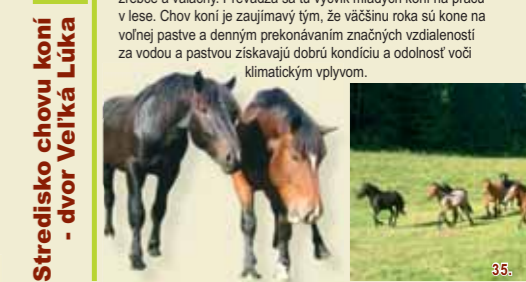 Stredisko chovu koní
- dvor Veľká Lúka
žrebce a valachy. Prevádza sa tu výcvik mladých koní na prácu
v lese. Chov koní je zaujímavý tým, že väčšinu roka sú kone na
voľnej pastve a denným prekonávaním značných vzdialeností
za vodou a pastvou získavajú dobrú kondíciu a odolnosť voči
klimatickým vplyvom.
35.